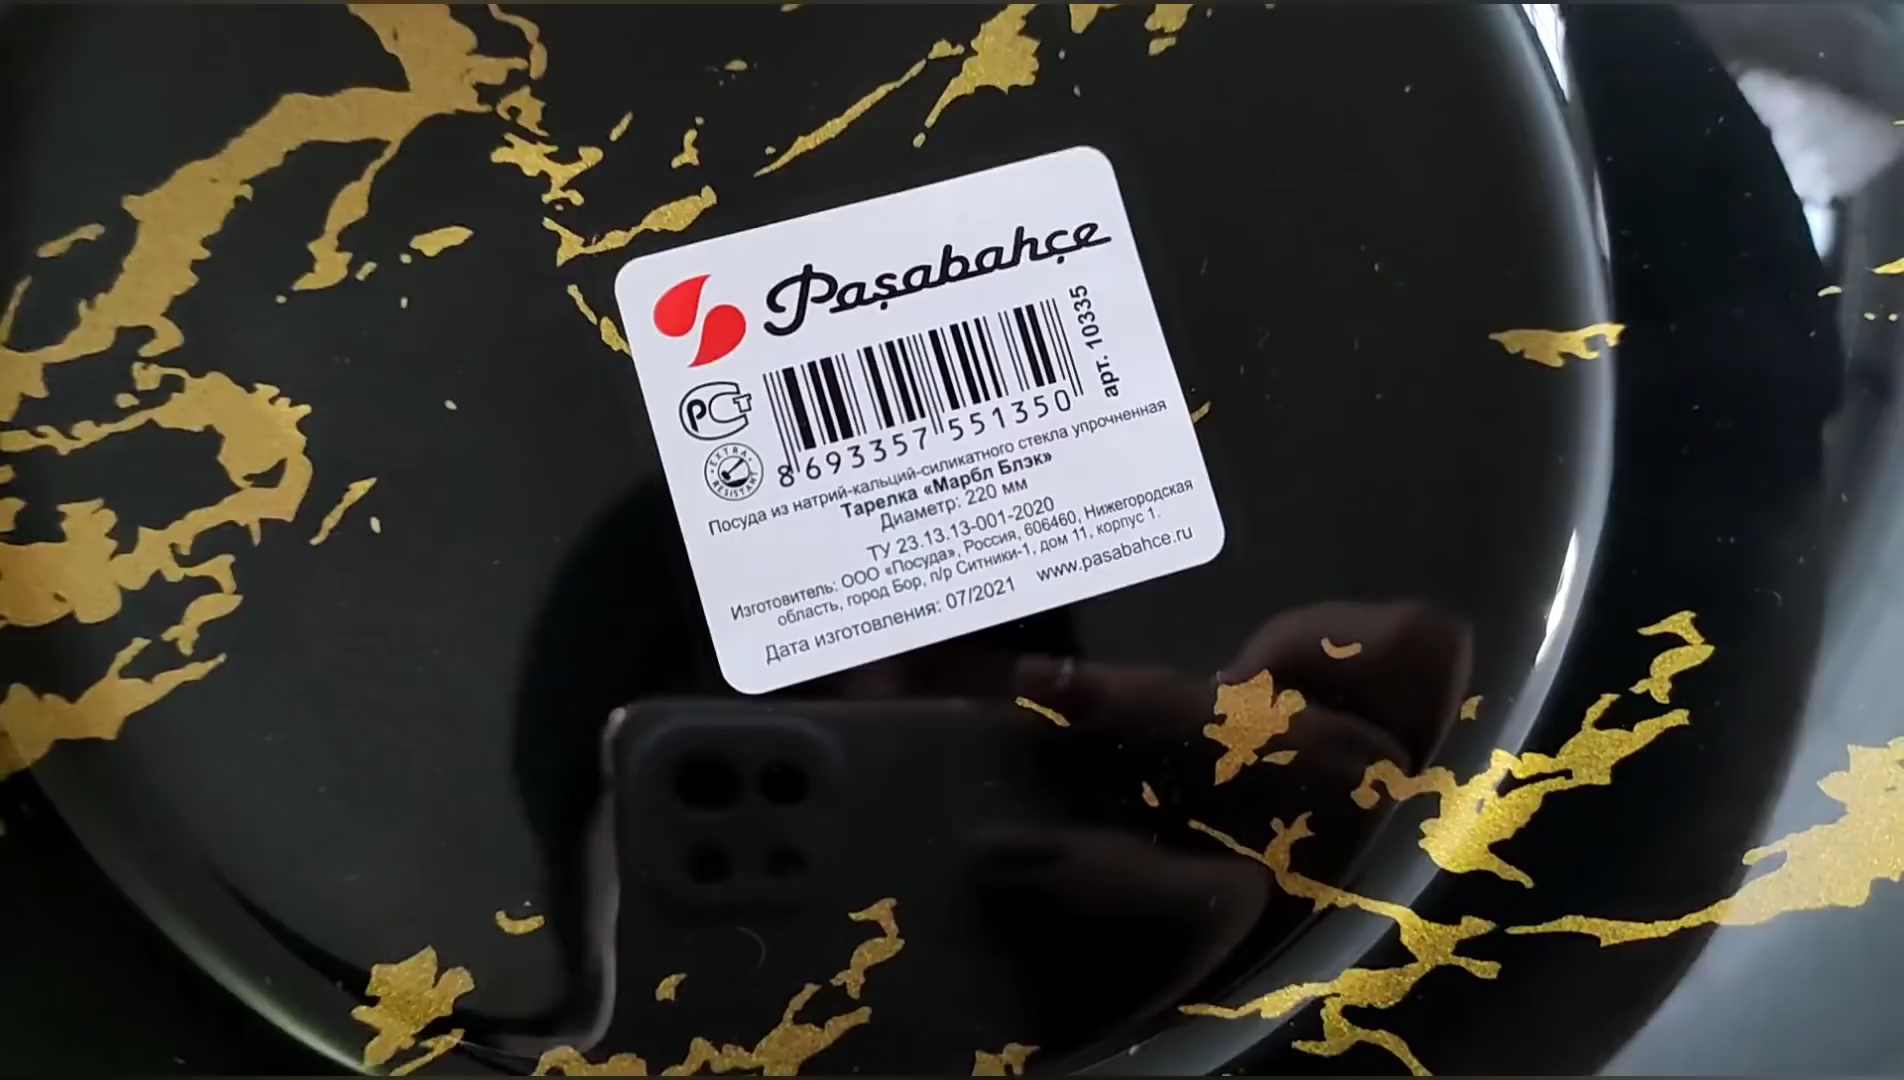 Paşabahçe
арт. 10335
РСТ
EXTRA RESISTANT
8 693357 551350
Посуда из натрий-кальций-силикатного стекла упрочненная
Тарелка «Марбл Блэк»
Диаметр: 220 мм
ТУ 23.13.13-001-2020
Изготовитель: ООО «Посуда», Россия, 606460, Нижегородская
область, город Бор, п/р Ситники-1, дом 11, корпус 1.
Дата изготовления: 07/2021 www.pasabahce.ru